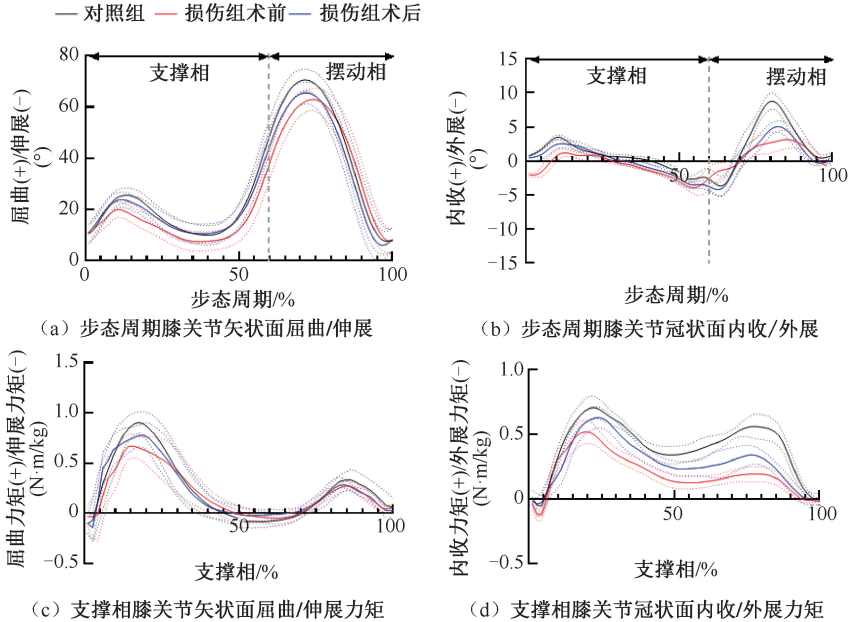 对照组 损伤组术前 损伤组术后
80
60
40
20
0
0
50
100
支撑相
摆动相
屈曲(+)/伸展(-)
(°)
步态周期/%
(a) 步态周期膝关节矢状面屈曲/伸展
15
10
5
0
-5
-10
-15
50
100
支撑相
摆动相
内收(+)/外展(-)
(°)
步态周期/%
(b) 步态周期膝关节冠状面内收/外展
1.5
1.0
0.5
0
-0.5
50
100
屈曲力矩(+)/伸展力矩(-)
(N·m/kg)
支撑相/%
(c) 支撑相膝关节矢状面屈曲/伸展力矩
1.0
0.5
0
-0.5
50
100
内收力矩(+)/外展力矩(-)
(N·m/kg)
支撑相/%
(d) 支撑相膝关节冠状面内收/外展力矩